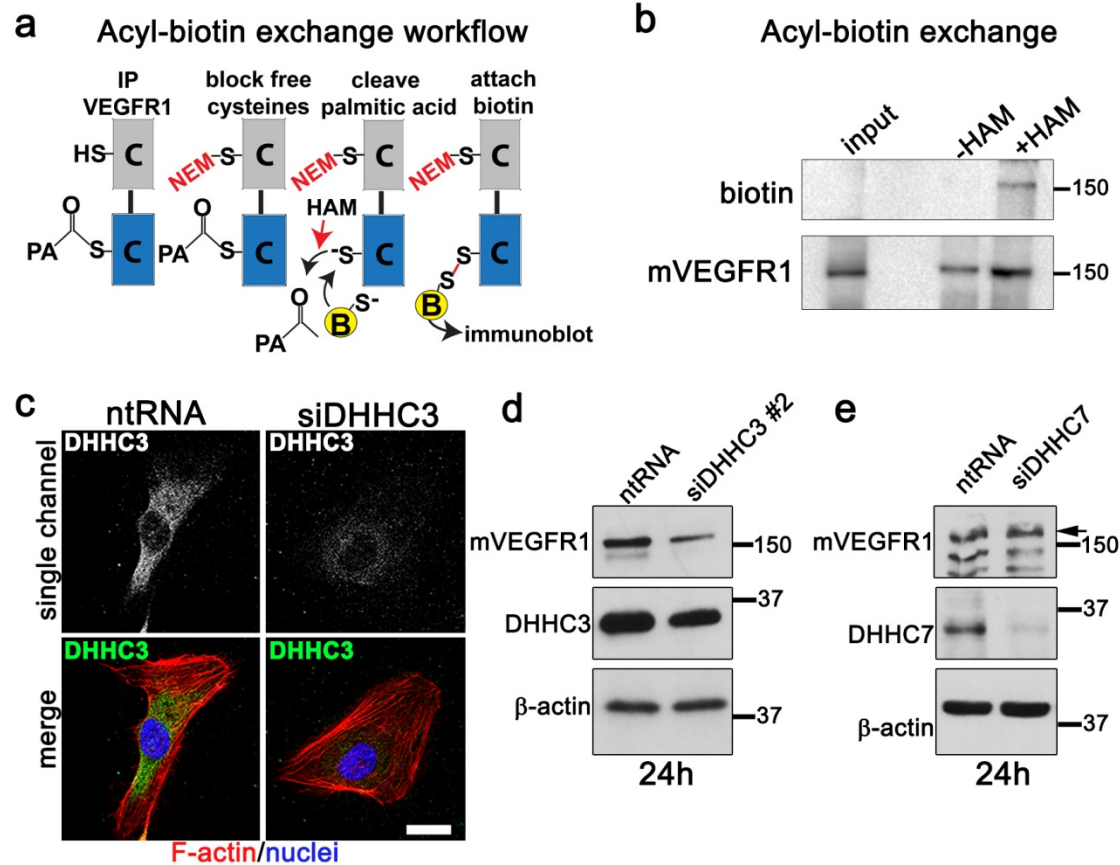 a
Acyl-biotin exchange workflow
IP
VEGFR1
block free
cysteines
cleave
palmitic acid
attach
biotin
HS
C
NEM
S
C
NEM
S
C
NEM
S
C
O
PA
S
C
O
PA
S
C
HAM
-S
C
O
PA
B
S-
S
C
S
B
immunoblot
b
Acyl-biotin exchange
input
-HAM
+HAM
biotin
150
mVEGFR1
150
c
ntRNA
siDHHC3
single channel
DHHC3
DHHC3
merge
DHHC3
DHHC3
F-actin/nuclei
d
ntRNA
siDHHC3 #2
mVEGFR1
150
DHHC3
37
β-actin
37
24h
e
ntRNA
siDHHC7
mVEGFR1
150
DHHC7
37
β-actin
37
24h